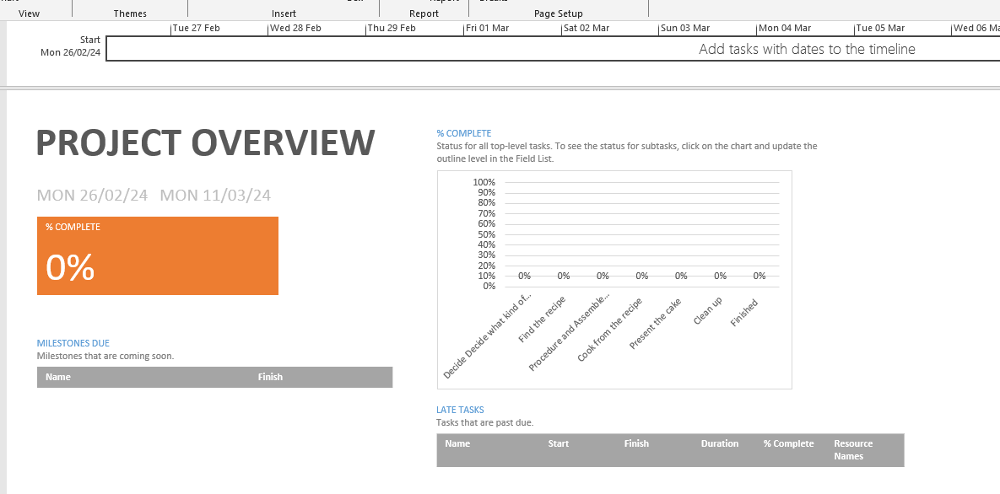 View Themes Insert Report Page Setup
Tue 27 Feb Wed 28 Feb Thu 29 Feb Fri 01 Mar Sat 02 Mar Sun 03 Mar Mon 04 Mar Tue 05 Mar Wed 06
Start
Mon 26/02/24
Add tasks with dates to the timeline
PROJECT OVERVIEW
MON 26/02/24 MON 11/03/24
% COMPLETE
0%
MILESTONES DUE
Milestones that are coming soon.
Name Finish
% COMPLETE
Status for all top-level tasks. To see the status for subtasks, click on the chart and update the
outline level in the Field List.
100%
90%
80%
70%
60%
50%
40%
30%
20%
10%
0%
0% 0% 0% 0% 0% 0% 0%
Decide Decide what kind of...
Find the recipe
Procedure and Assemble...
Cook from the recipe
Present the cake
Clean up
Finished
LATE TASKS
Tasks that are past due.
Name Start Finish Duration % Complete Resource
Names